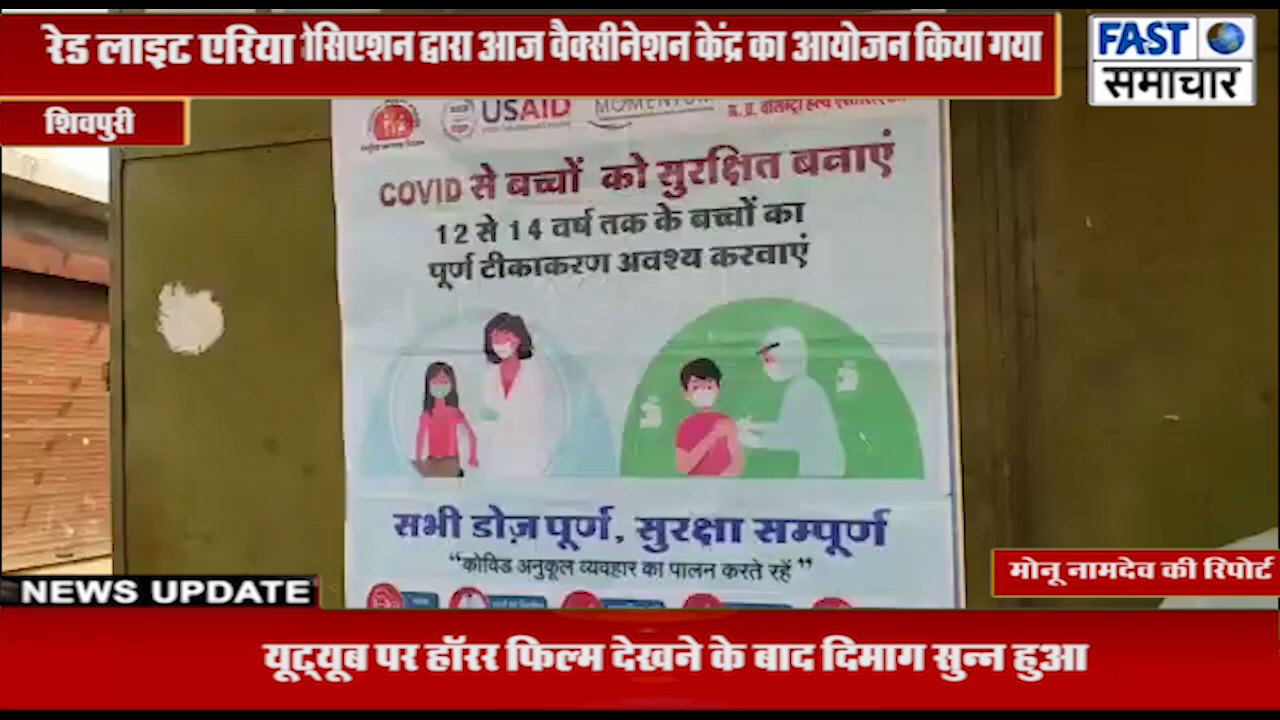 रेड लाइट एरिया ोसिएशन द्वारा आज वैक्सीनेशन केंद्र का आयोजन किया गया
FAST
समाचार
शिवपुरी
USAID
MOMENTUM
COVID से बच्चों को सुरक्षित बनाएं
12 से 14 वर्ष तक के बच्चों का
पूर्ण टीकाकरण अवश्य करवाएं
सभी डोज़ पूर्ण, सुरक्षा सम्पूर्ण
“कोविड अनुकूल व्यवहार का पालन करते रहें”
मोनू नामदेव की रिपोर्ट
NEWS UPDATE
यूट्यूब पर हॉरर फिल्म देखने के बाद दिमाग सुन्न हुआ